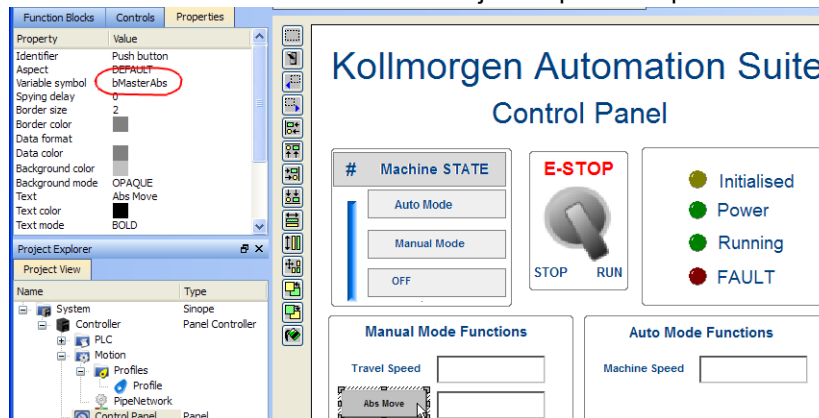 Function Blocks Controls Properties
Property Value
Identifier Push button
Aspect DEFAULT
Variable symbol bMasterAbs
Spying delay 0
Border size 2
Border color
Data format
Data color
Background color
Background mode OPAQUE
Text Abs Move
Text color
Text mode BOLD
Project Explorer
Project View
Name Type
System Sinope
Controller Panel Controller
PLC
Motion
Profiles
Profile
PipeNetwork
Control Panel Panel
Kollmorgen Automation Suite
Control Panel
# Machine STATE
Auto Mode
Manual Mode
OFF
E-STOP
STOP RUN
Initialised
Power
Running
FAULT
Manual Mode Functions
Travel Speed
Abs Move
Auto Mode Functions
Machine Speed